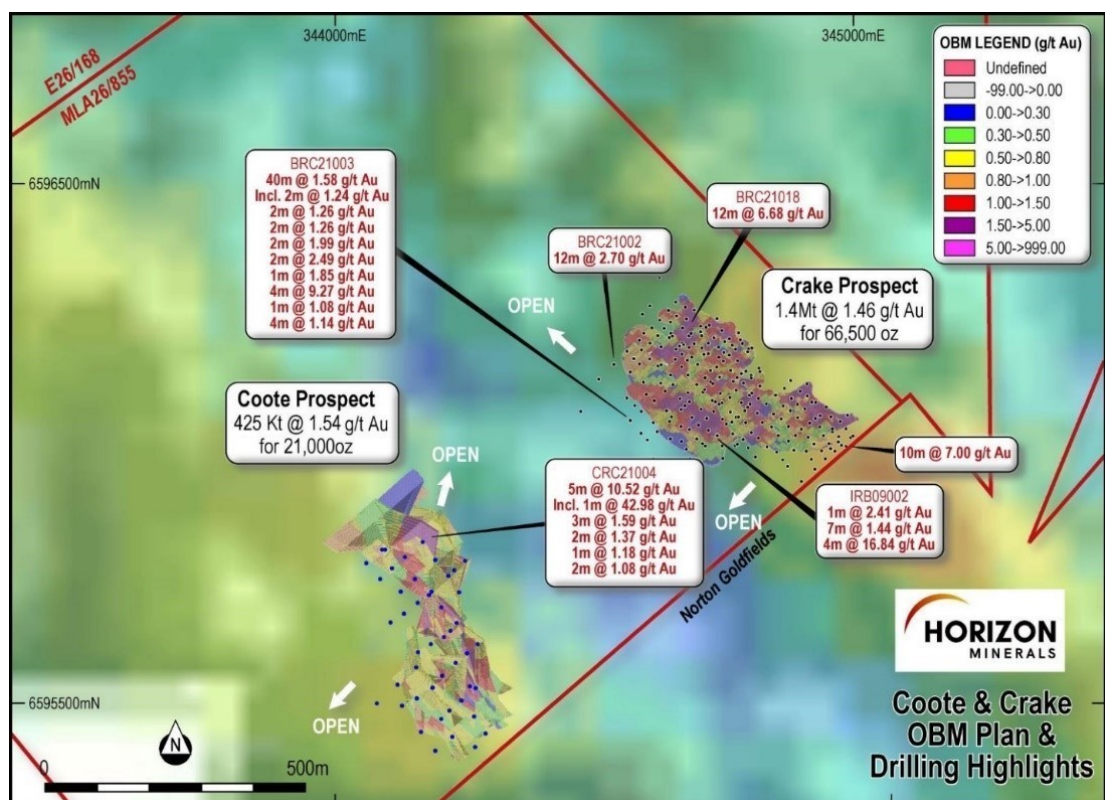 344000mE
345000mE
E26/168
MLA26/855
6596500mN
6595500mN
OBM LEGEND (g/t Au)
Undefined
-99.00->0.00
0.00->0.30
0.30->0.50
0.50->0.80
0.80->1.00
1.00->1.50
1.50->5.00
5.00->999.00
BRC21003
40m @ 1.58 g/t Au
Incl. 2m @ 1.24 g/t Au
2m @ 1.26 g/t Au
2m @ 1.26 g/t Au
2m @ 1.99 g/t Au
2m @ 2.49 g/t Au
1m @ 1.85 g/t Au
4m @ 9.27 g/t Au
1m @ 1.08 g/t Au
4m @ 1.14 g/t Au
BRC21018
12m @ 6.68 g/t Au
BRC21002
12m @ 2.70 g/t Au
OPEN
Crake Prospect
1.4Mt @ 1.46 g/t Au
for 66,500 oz
Coote Prospect
425 Kt @ 1.54 g/t Au
for 21,000oz
OPEN
CRC21004
5m @ 10.52 g/t Au
Incl. 1m @ 42.98 g/t Au
3m @ 1.59 g/t Au
2m @ 1.37 g/t Au
1m @ 1.18 g/t Au
2m @ 1.08 g/t Au
10m @ 7.00 g/t Au
IRB09002
1m @ 2.41 g/t Au
7m @ 1.44 g/t Au
4m @ 16.84 g/t Au
OPEN
Norton Goldfields
OPEN
HORIZON
MINERALS
Coote & Crake
OBM Plan &
Drilling Highlights
N
0
500m